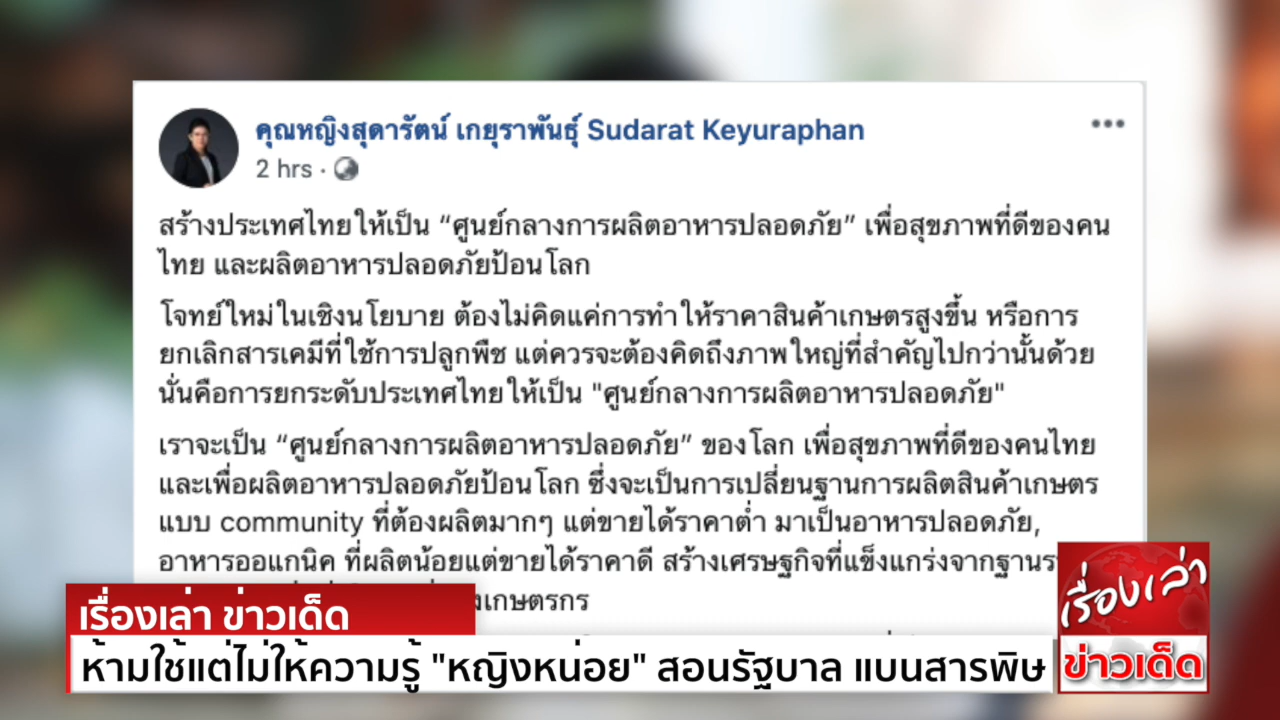 คุณหญิงสุดารัตน์ เกยุราพันธุ์ Sudarat Keyuraphan
2 hrs ·
สร้างประเทศไทยให้เป็น “ศูนย์กลางการผลิตอาหารปลอดภัย” เพื่อสุขภาพที่ดีของคน
ไทย และผลิตอาหารปลอดภัยป้อนโลก
โจทย์ใหม่ในเชิงนโยบาย ต้องไม่คิดแค่การทำให้ราคาสินค้าเกษตรสูงขึ้น หรือการ
ยกเลิกสารเคมีที่ใช้การปลูกพืช แต่ควรจะต้องคิดถึงภาพใหญ่ที่สำคัญไปกว่านั้นด้วย
นั่นคือการยกระดับประเทศไทยให้เป็น "ศูนย์กลางการผลิตอาหารปลอดภัย"
เราจะเป็น “ศูนย์กลางการผลิตอาหารปลอดภัย” ของโลก เพื่อสุขภาพที่ดีของคนไทย
และเพื่อผลิตอาหารปลอดภัยป้อนโลก ซึ่งจะเป็นการเปลี่ยนฐานการผลิตสินค้าเกษตร
แบบ community ที่ต้องผลิตมากๆ แต่ขายได้ราคาต่ำ มาเป็นอาหารปลอดภัย,
อาหารออแกนิค ที่ผลิตน้อยแต่ขายได้ราคาดี สร้างเศรษฐกิจที่แข็งแกร่งจากฐานร
งเกษตรกร
เรื่องเล่า ข่าวเด็ด
ห้ามใช้แต่ไม่ให้ความรู้ "หญิงหน่อย" สอนรัฐบาล แบนสารพิษ
เรื่องเล่า
ข่าวเด็ด